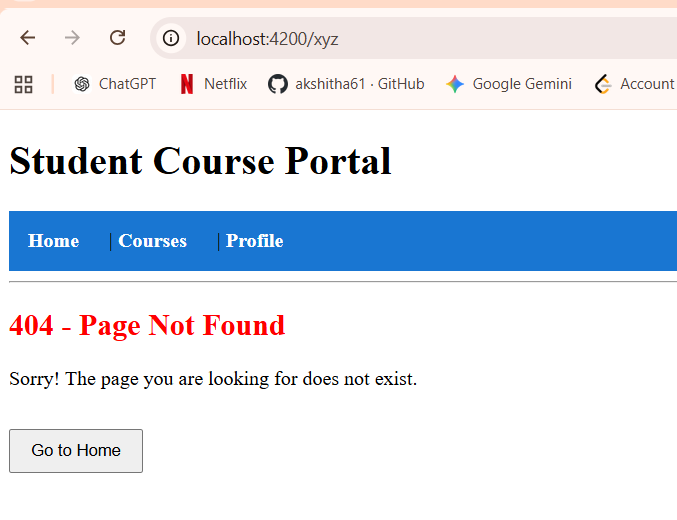 localhost:4200/xyz
ChatGPT Netflix akshitha61 · GitHub Google Gemini Account
Student Course Portal
Home | Courses | Profile
404 - Page Not Found
Sorry! The page you are looking for does not exist.
Go to Home